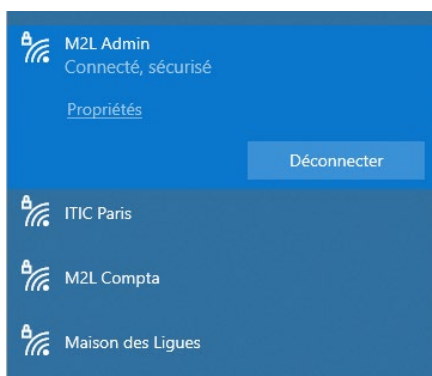 M2L Admin
Connecté, sécurisé
Propriétés
Déconnecter
ITIC Paris
M2L Compta
Maison des Ligues